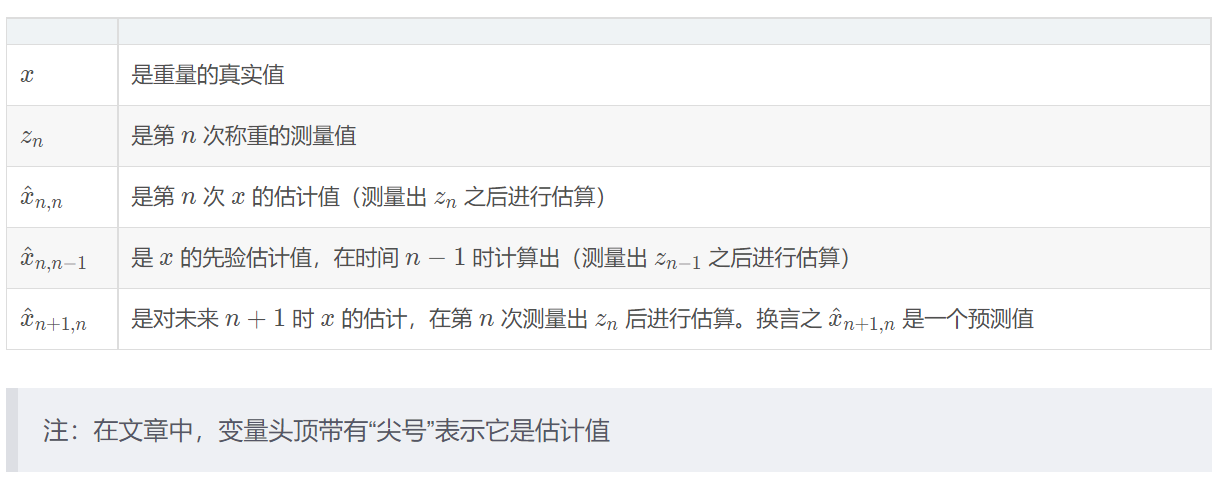 x 是重量的真实值
z_n 是第 n 次称重的测量值
x̂_{n,n} 是第 n 次 x 的估计值（测量出 z_n 之后进行估算）
x̂_{n,n−1} 是 x 的先验估计值，在时间 n − 1 时计算出（测量出 z_{n−1} 之后进行估算）
x̂_{n+1,n} 是对未来 n + 1 时 x 的估计，在第 n 次测量出 z_n 后进行估算。换言之 x̂_{n+1,n} 是一个预测值
注：在文章中，变量头顶带有“尖号”表示它是估计值